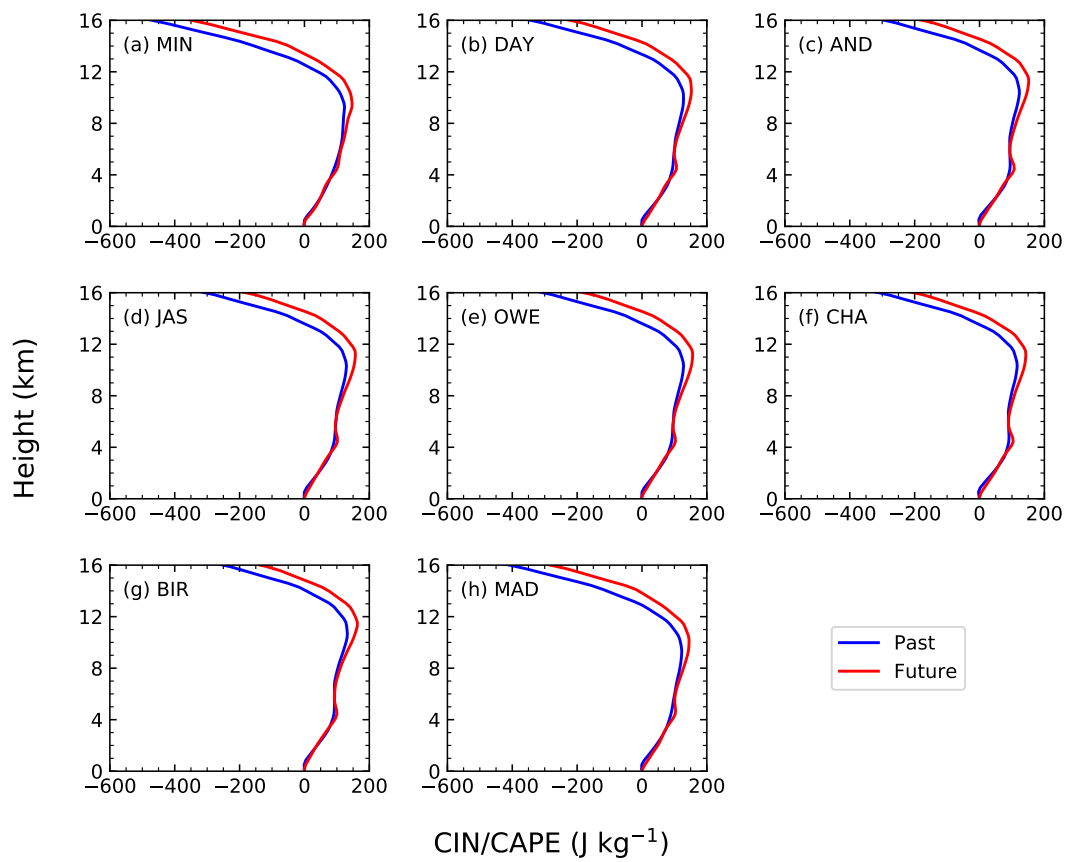 16
12
8
4
0
(a) MIN
−600 −400 −200 0 200
16
12
8
4
0
(b) DAY
−600 −400 −200 0 200
16
12
8
4
0
(c) AND
−600 −400 −200 0 200
16
12
8
4
0
(d) JAS
−600 −400 −200 0 200
16
12
8
4
0
(e) OWE
−600 −400 −200 0 200
16
12
8
4
0
(f) CHA
−600 −400 −200 0 200
Height (km)
16
12
8
4
0
(g) BIR
−600 −400 −200 0 200
16
12
8
4
0
(h) MAD
−600 −400 −200 0 200
Past
Future
CIN/CAPE (J kg⁻¹)